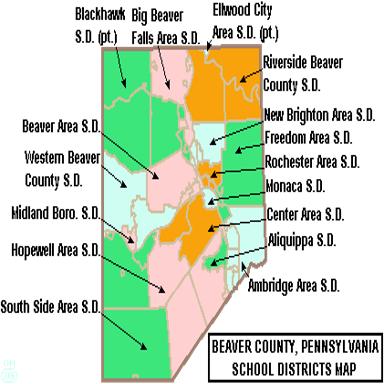 Blackhawk
S.D. (pt.)
Big Beaver
Falls Area S.D.
Ellwood City
Area S.D. (pt.)
Riverside Beaver
County S.D.
New Brighton Area S.D.
Freedom Area S.D.
Beaver Area S.D.
Rochester Area S.D.
Western Beaver
County S.D.
Monaca S.D.
Midland Boro. S.D.
Center Area S.D.
Hopewell Area S.D.
Aliquippa S.D.
Ambridge Area S.D.
South Side Area S.D.
BEAVER COUNTY, PENNSYLVANIA
SCHOOL DISTRICTS MAP